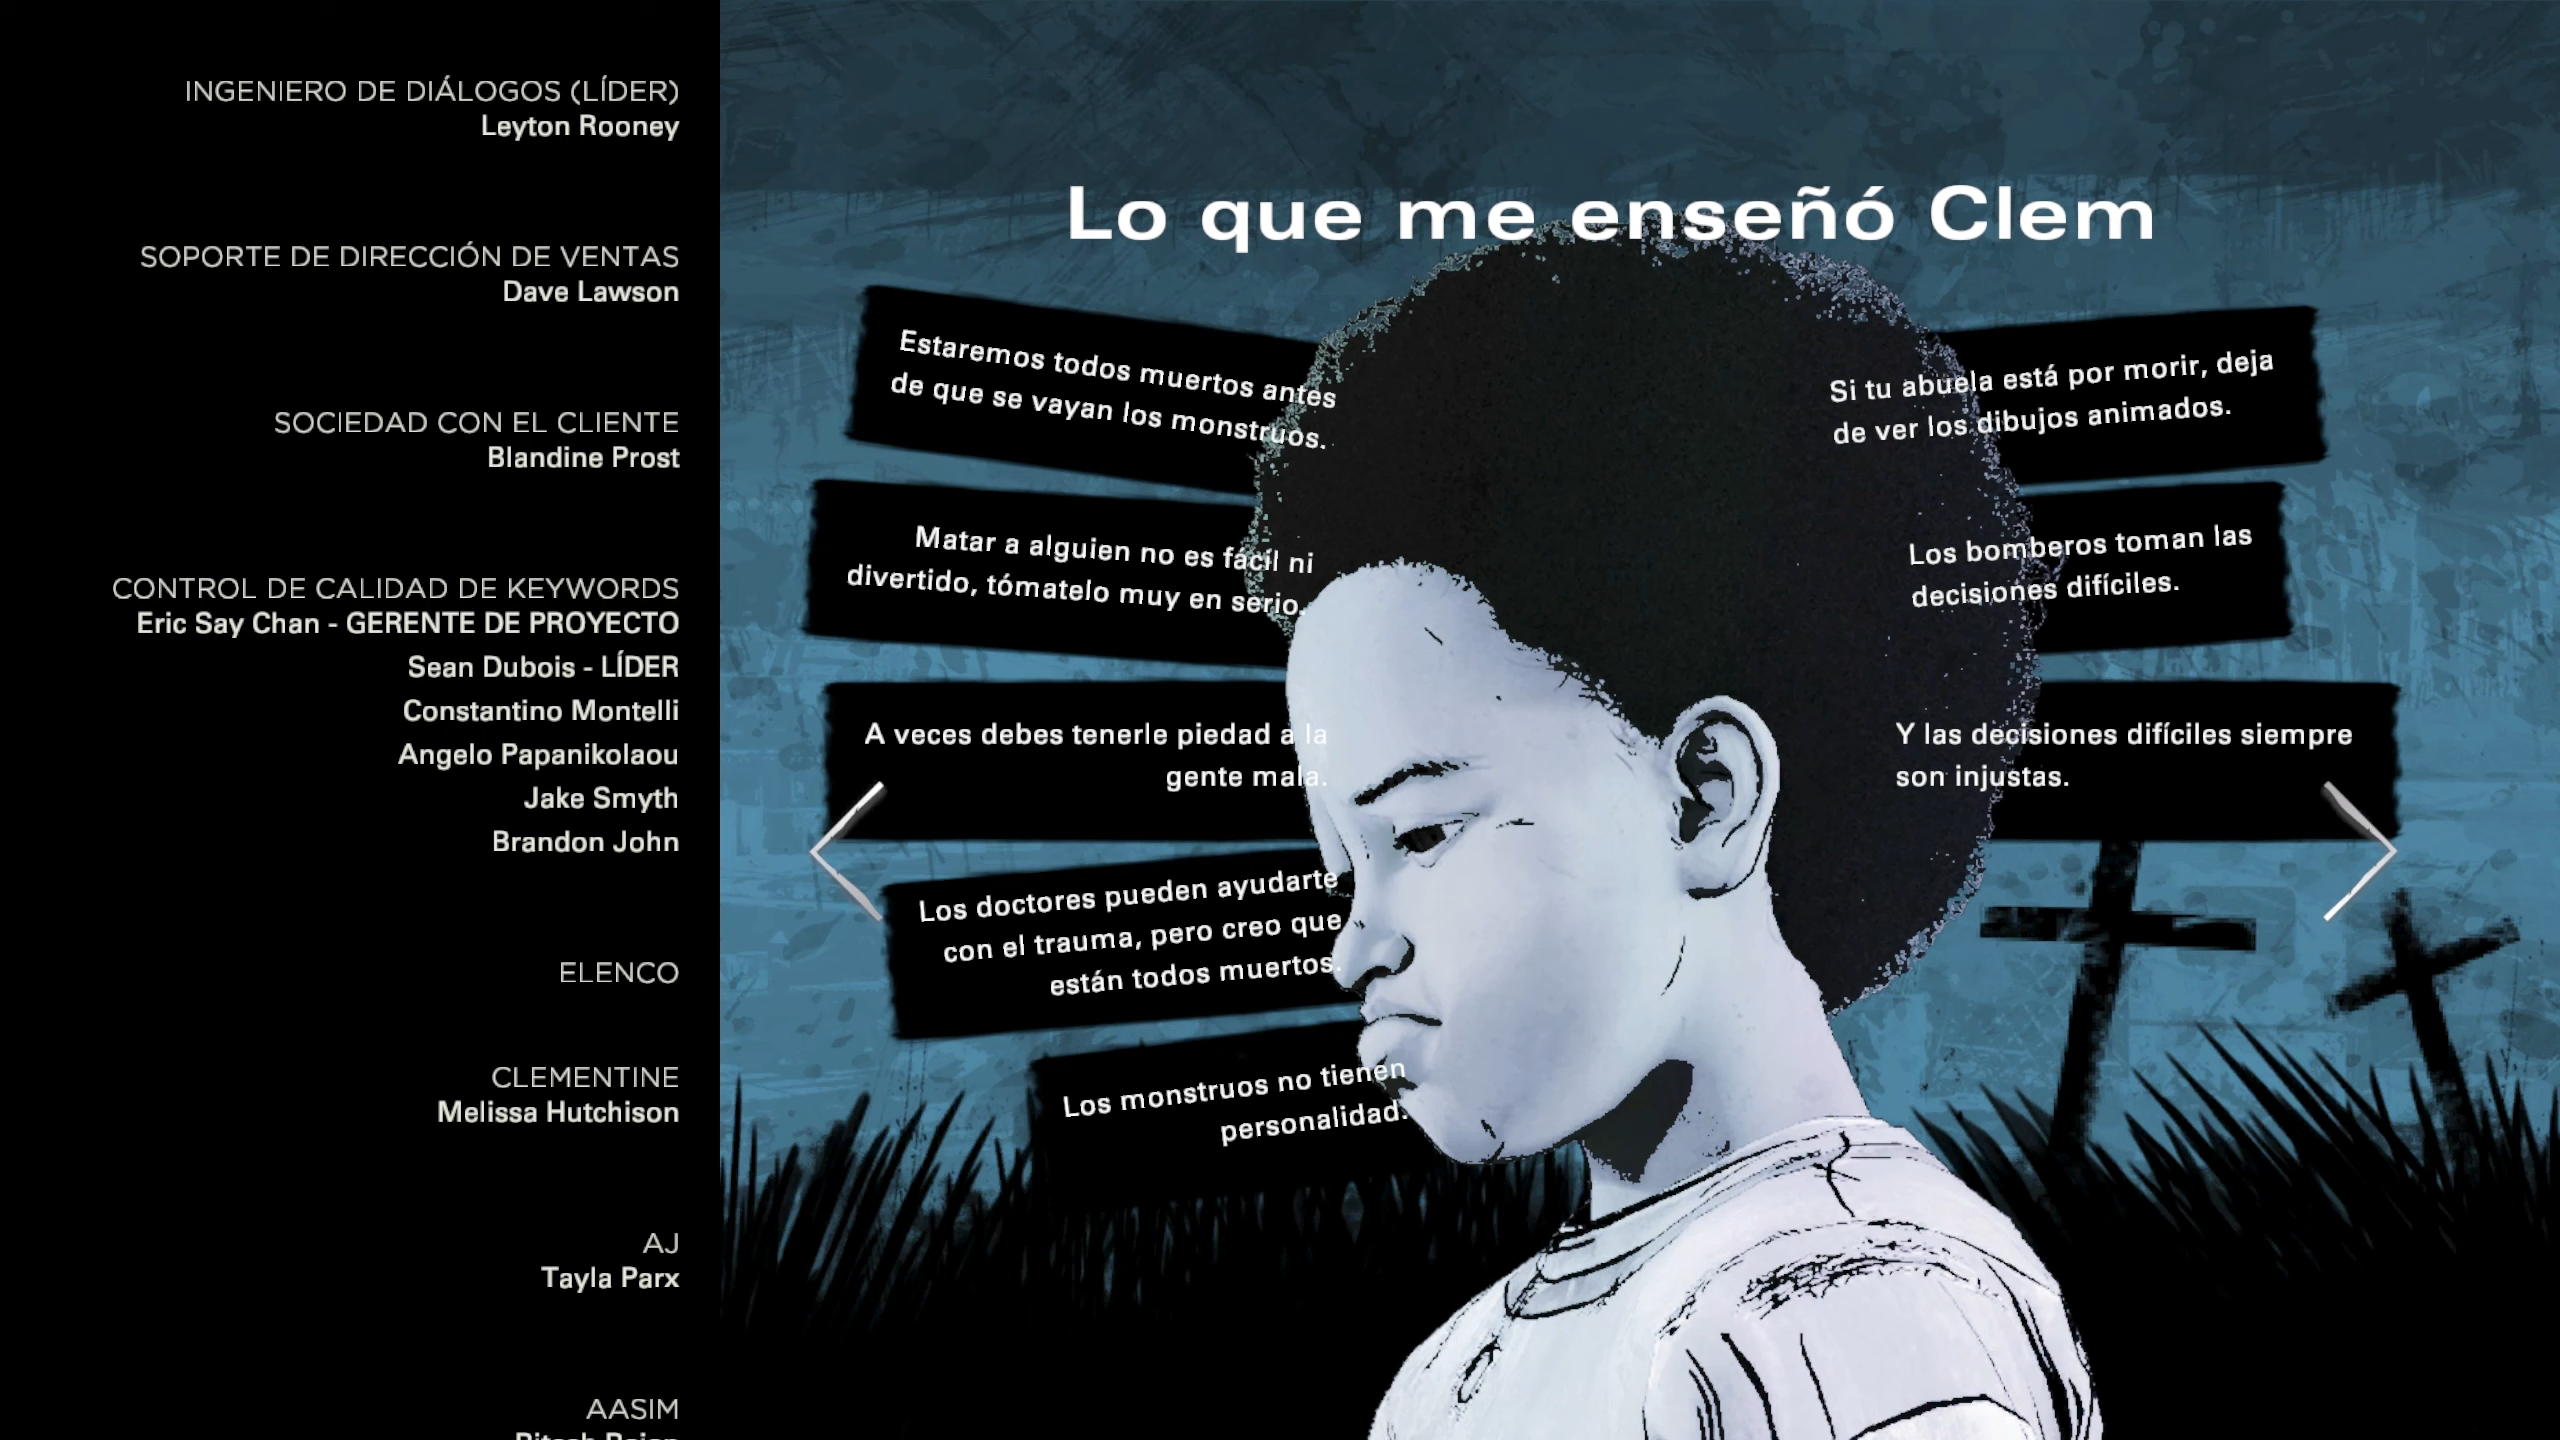 INGENIERO DE DIÁLOGOS (LÍDER)
Leyton Rooney
SOPORTE DE DIRECCIÓN DE VENTAS
Dave Lawson
SOCIEDAD CON EL CLIENTE
Blandine Prost
CONTROL DE CALIDAD DE KEYWORDS
Eric Say Chan - GERENTE DE PROYECTO
Sean Dubois - LÍDER
Constantino Montelli
Angelo Papanikolaou
Jake Smyth
Brandon John
ELENCO
CLEMENTINE
Melissa Hutchison
AJ
Tayla Parx
AASIM
Lo que me enseñó Clem
Estaremos todos muertos antes
de que se vayan los monstruos.
Matar a alguien no es fácil ni
divertido, tómatelo muy en serio.
A veces debes tenerle piedad a la
gente mala.
Los doctores pueden ayudarte
con el trauma, pero creo que
están todos muertos.
Los monstruos no tienen
personalidad.
Si tu abuela está por morir, deja
de ver los dibujos animados.
Los bomberos toman las
decisiones difíciles.
Y las decisiones difíciles siempre
son injustas.